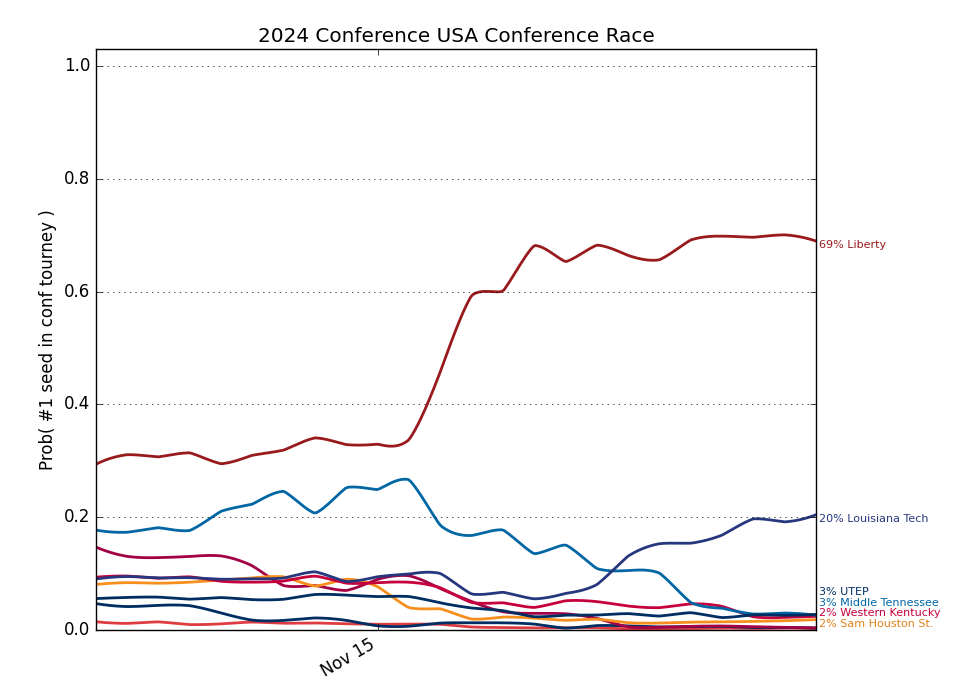 2024 Conference USA Conference Race
Prob( #1 seed in conf tourney )
1.0
0.8
0.6
0.4
0.2
0.0
Nov 15
69% Liberty
20% Louisiana Tech
3% UTEP
3% Middle Tennessee
2% Western Kentucky
2% Sam Houston St.